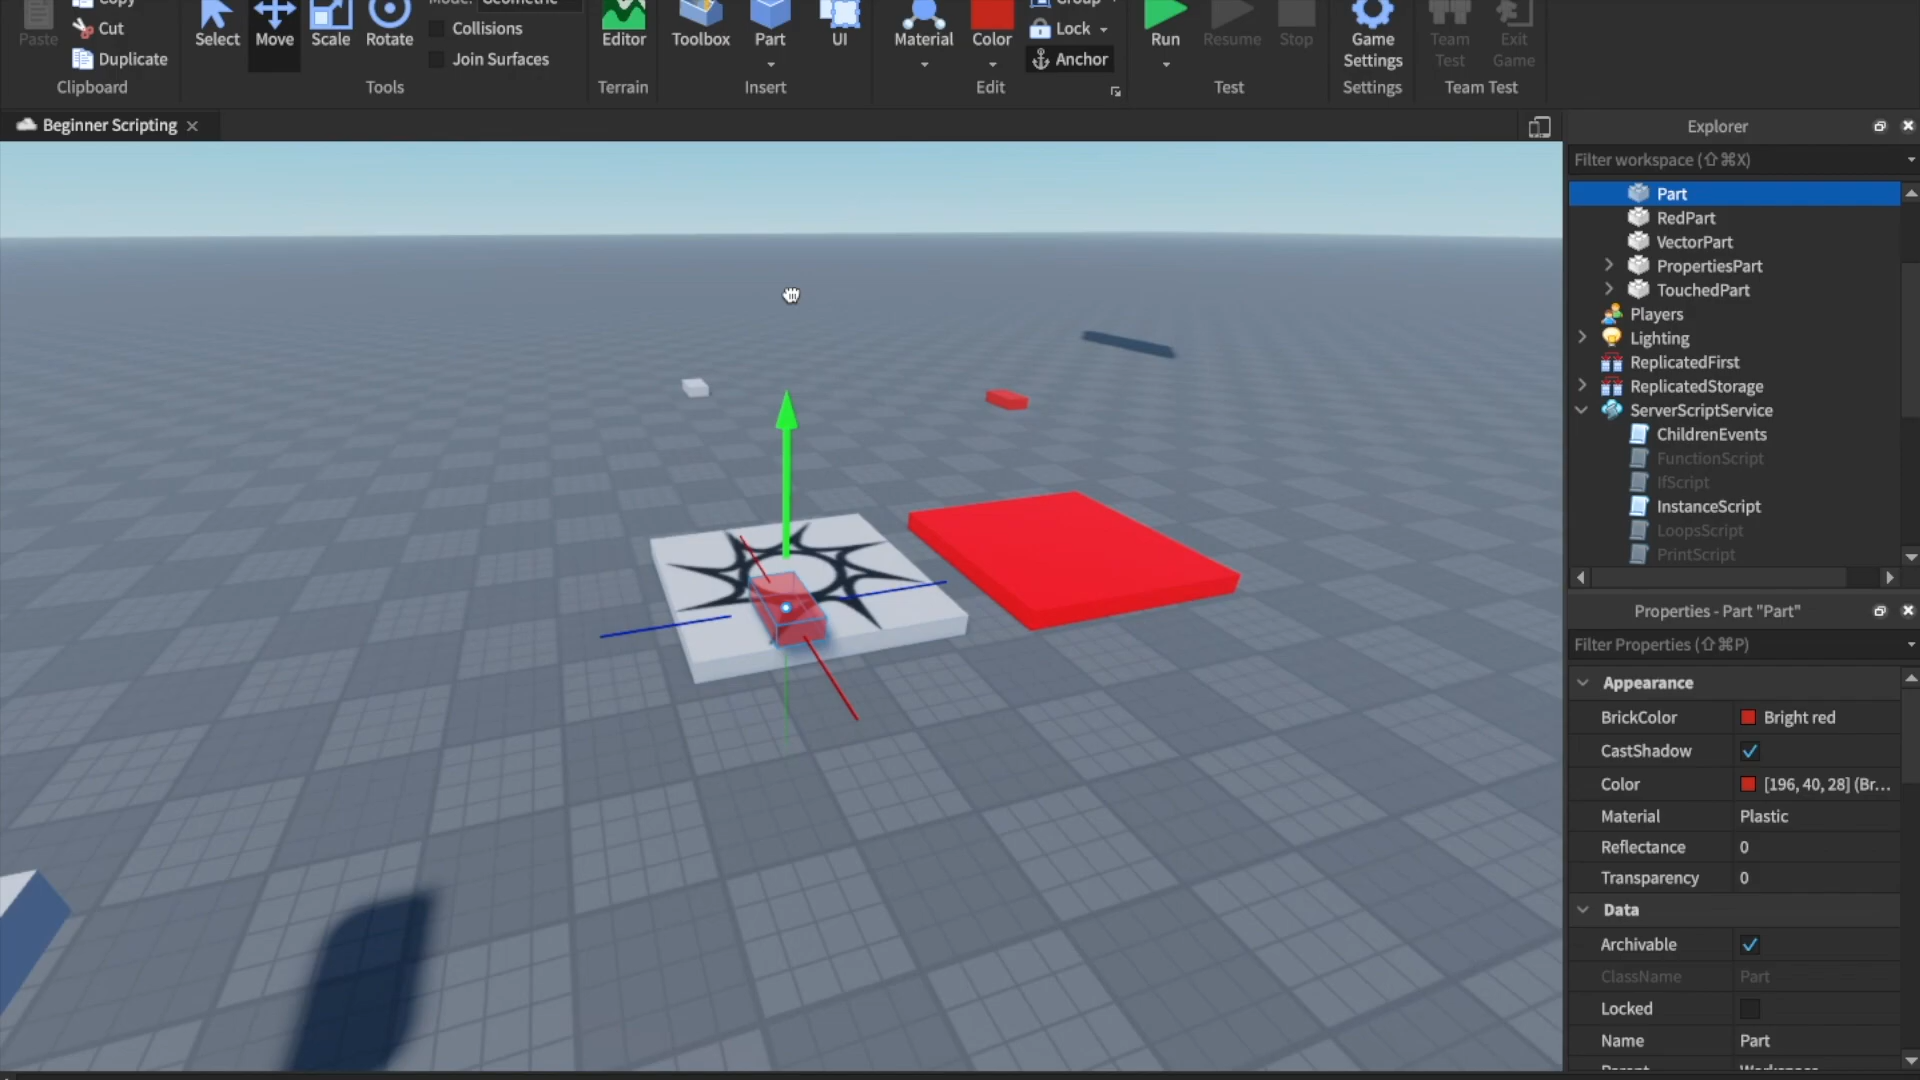 Copy
Mode: Geometric
Group
Paste
Cut
Duplicate
Clipboard
Select
Move
Scale
Rotate
Collisions
Join Surfaces
Tools
Editor
Terrain
Toolbox
Part
UI
Insert
Material
Color
Lock
Anchor
Edit
Run
Resume
Stop
Test
Game
Settings
Settings
Team
Test
Exit
Game
Team Test
Beginner Scripting
Explorer
Filter workspace (⇧⌘X)
Part
RedPart
VectorPart
PropertiesPart
TouchedPart
Players
Lighting
ReplicatedFirst
ReplicatedStorage
ServerScriptService
ChildrenEvents
FunctionScript
IfScript
InstanceScript
LoopsScript
PrintScript
Properties - Part "Part"
Filter Properties (⇧⌘P)
Appearance
BrickColor Bright red
CastShadow
Color [196, 40, 28] (Br...
Material Plastic
Reflectance 0
Transparency 0
Data
Archivable
ClassName Part
Locked
Name Part
Parent Workspace